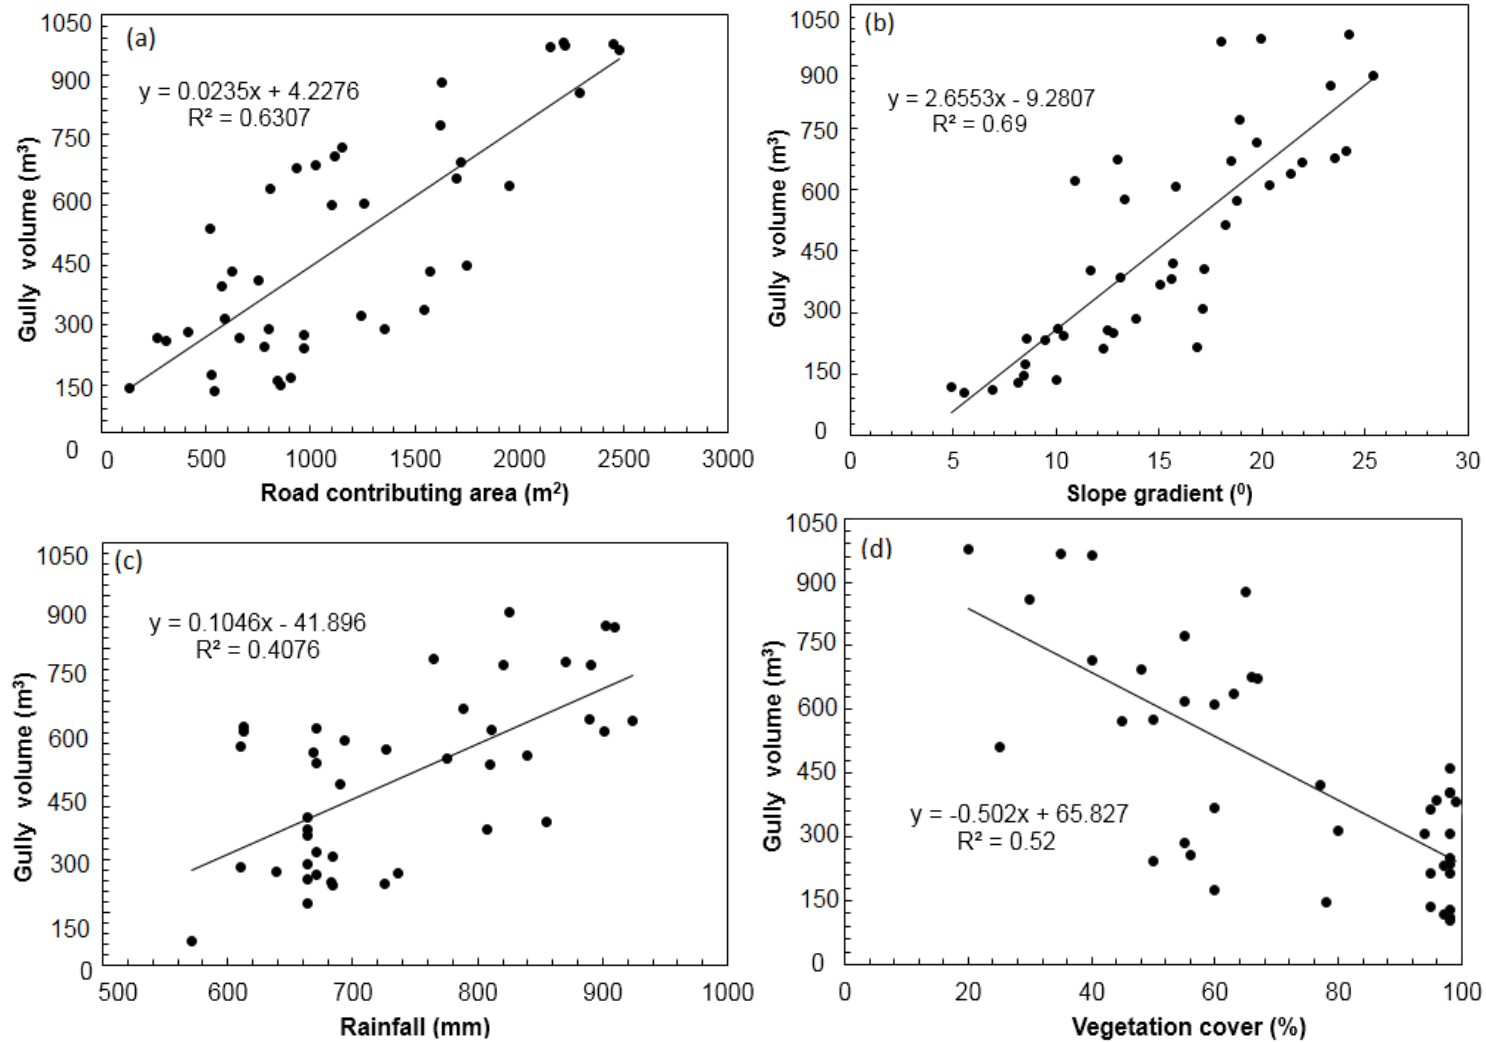 (a)
y = 0.0235x + 4.2276
R² = 0.6307
1050
900
750
600
450
300
150
0
Gully volume (m³)
0 500 1000 1500 2000 2500 3000
Road contributing area (m²)
(b)
y = 2.6553x - 9.2807
R² = 0.69
1050
900
750
600
450
300
150
0
Gully volume (m³)
0 5 10 15 20 25 30
Slope gradient (⁰)
(c)
y = 0.1046x - 41.896
R² = 0.4076
1050
900
750
600
450
300
150
0
Gully volume (m³)
500 600 700 800 900 1000
Rainfall (mm)
(d)
y = -0.502x + 65.827
R² = 0.52
1050
900
750
600
450
300
150
0
Gully volume (m³)
0 20 40 60 80 100
Vegetation cover (%)